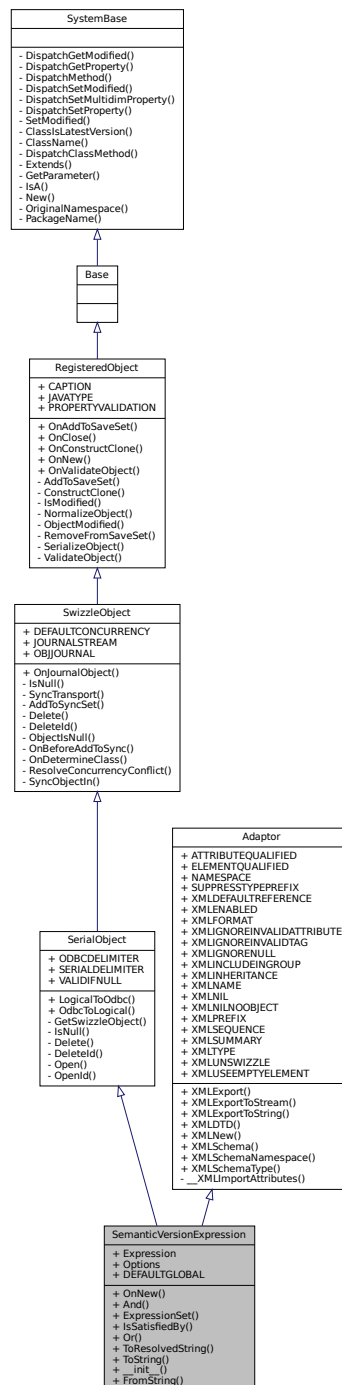 SystemBase
- DispatchGetModified()
- DispatchGetProperty()
- DispatchMethod()
- DispatchSetModified()
- DispatchSetMultidimProperty()
- DispatchSetProperty()
- SetModified()
- ClassIsLatestVersion()
- ClassName()
- DispatchClassMethod()
- Extends()
- GetParameter()
- IsA()
- New()
- OriginalNamespace()
- PackageName()
Base
RegisteredObject
+ CAPTION
+ JAVATYPE
+ PROPERTYVALIDATION
+ OnAddToSaveSet()
+ OnClose()
+ OnConstructClone()
+ OnNew()
+ OnValidateObject()
- AddToSaveSet()
- ConstructClone()
- IsModified()
- NormalizeObject()
- ObjectModified()
- RemoveFromSaveSet()
- SerializeObject()
- ValidateObject()
SwizzleObject
+ DEFAULTCONCURRENCY
+ JOURNALSTREAM
+ OBJJOURNAL
+ OnJournalObject()
- IsNull()
- SyncTransport()
- AddToSyncSet()
- Delete()
- DeleteId()
- ObjectIsNull()
- OnBeforeAddToSync()
- OnDetermineClass()
- ResolveConcurrencyConflict()
- SyncObjectIn()
SerialObject
+ ODBCDELIMITER
+ SERIALDELIMITER
+ VALIDIFNULL
+ LogicalToOdbc()
+ OdbcToLogical()
- GetSwizzleObject()
- IsNull()
- Delete()
- DeleteId()
- Open()
- OpenId()
Adaptor
+ ATTRIBUTEQUALIFIED
+ ELEMENTQUALIFIED
+ NAMESPACE
+ SUPPRESSTYPEPREFIX
+ XMLDEFAULTREFERENCE
+ XMLENABLED
+ XMLFORMAT
+ XMLIGNOREINVALIDATTRIBUTE
+ XMLIGNOREINVALIDTAG
+ XMLIGNORENULL
+ XMLINCLUDEINGROUP
+ XMLINHERITANCE
+ XMLNAME
+ XMLNIL
+ XMLNILNOOBJECT
+ XMLPREFIX
+ XMLSEQUENCE
+ XMLSUMMARY
+ XMLTYPE
+ XMLUNSWIZZLE
+ XMLUSEEMPTYELEMENT
+ XMLExport()
+ XMLExportToStream()
+ XMLExportToString()
+ XMLDTD()
+ XMLNew()
+ XMLSchema()
+ XMLSchemaNamespace()
+ XMLSchemaType()
- __XMLImportAttributes()
SemanticVersionExpression
+ Expression
+ Options
+ DEFAULTGLOBAL
+ OnNew()
+ And()
+ ExpressionSet()
+ IsSatisfiedBy()
+ Or()
+ ToResolvedString()
+ ToString()
+ __init__()
+ FromString()